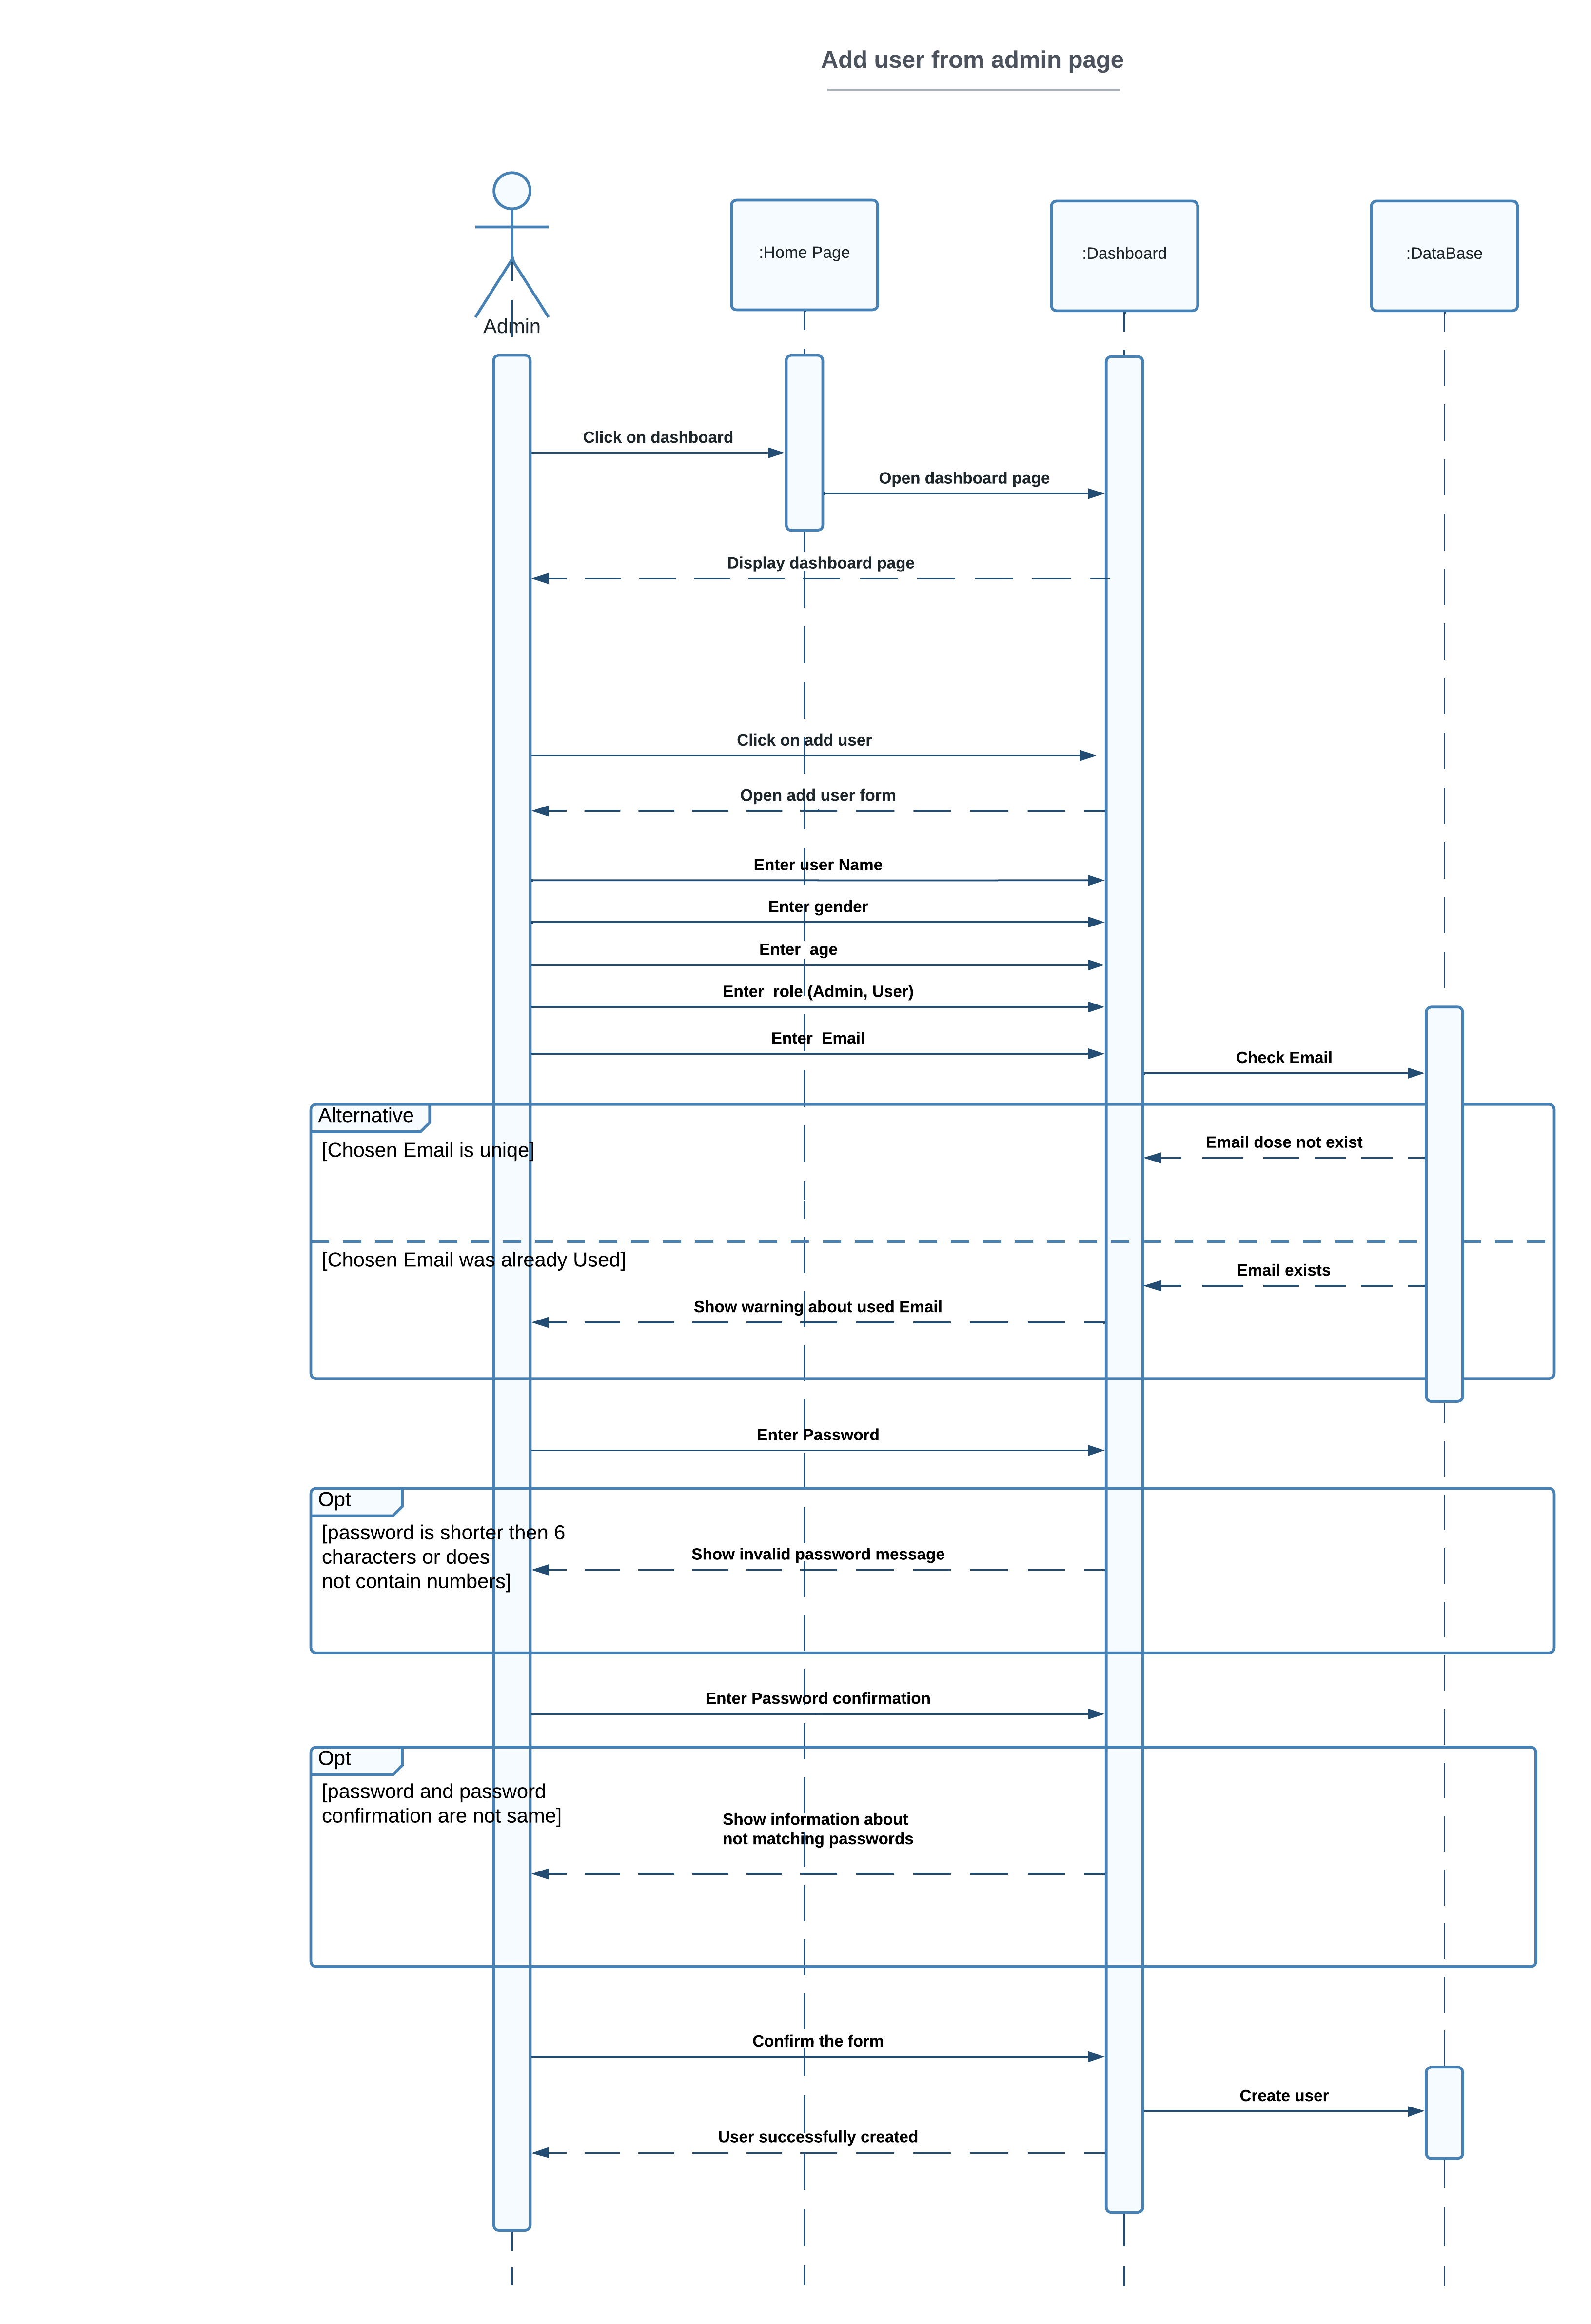 Add user from admin page
Admin
:Home Page
:Dashboard
:DataBase
Click on dashboard
Open dashboard page
Display dashboard page
Click on add user
Open add user form
Enter user Name
Enter gender
Enter  age
Enter  role (Admin, User)
Enter  Email
Check Email
Alternative
[Chosen Email is uniqe]
Email dose not exist
[Chosen Email was already Used]
Email exists
Show warning about used Email
Enter Password
Opt
[password is shorter then 6
characters or does
not contain numbers]
Show invalid password message
Enter Password confirmation
Opt
[password and password
confirmation are not same]
Show information about
not matching passwords
Confirm the form
Create user
User successfully created